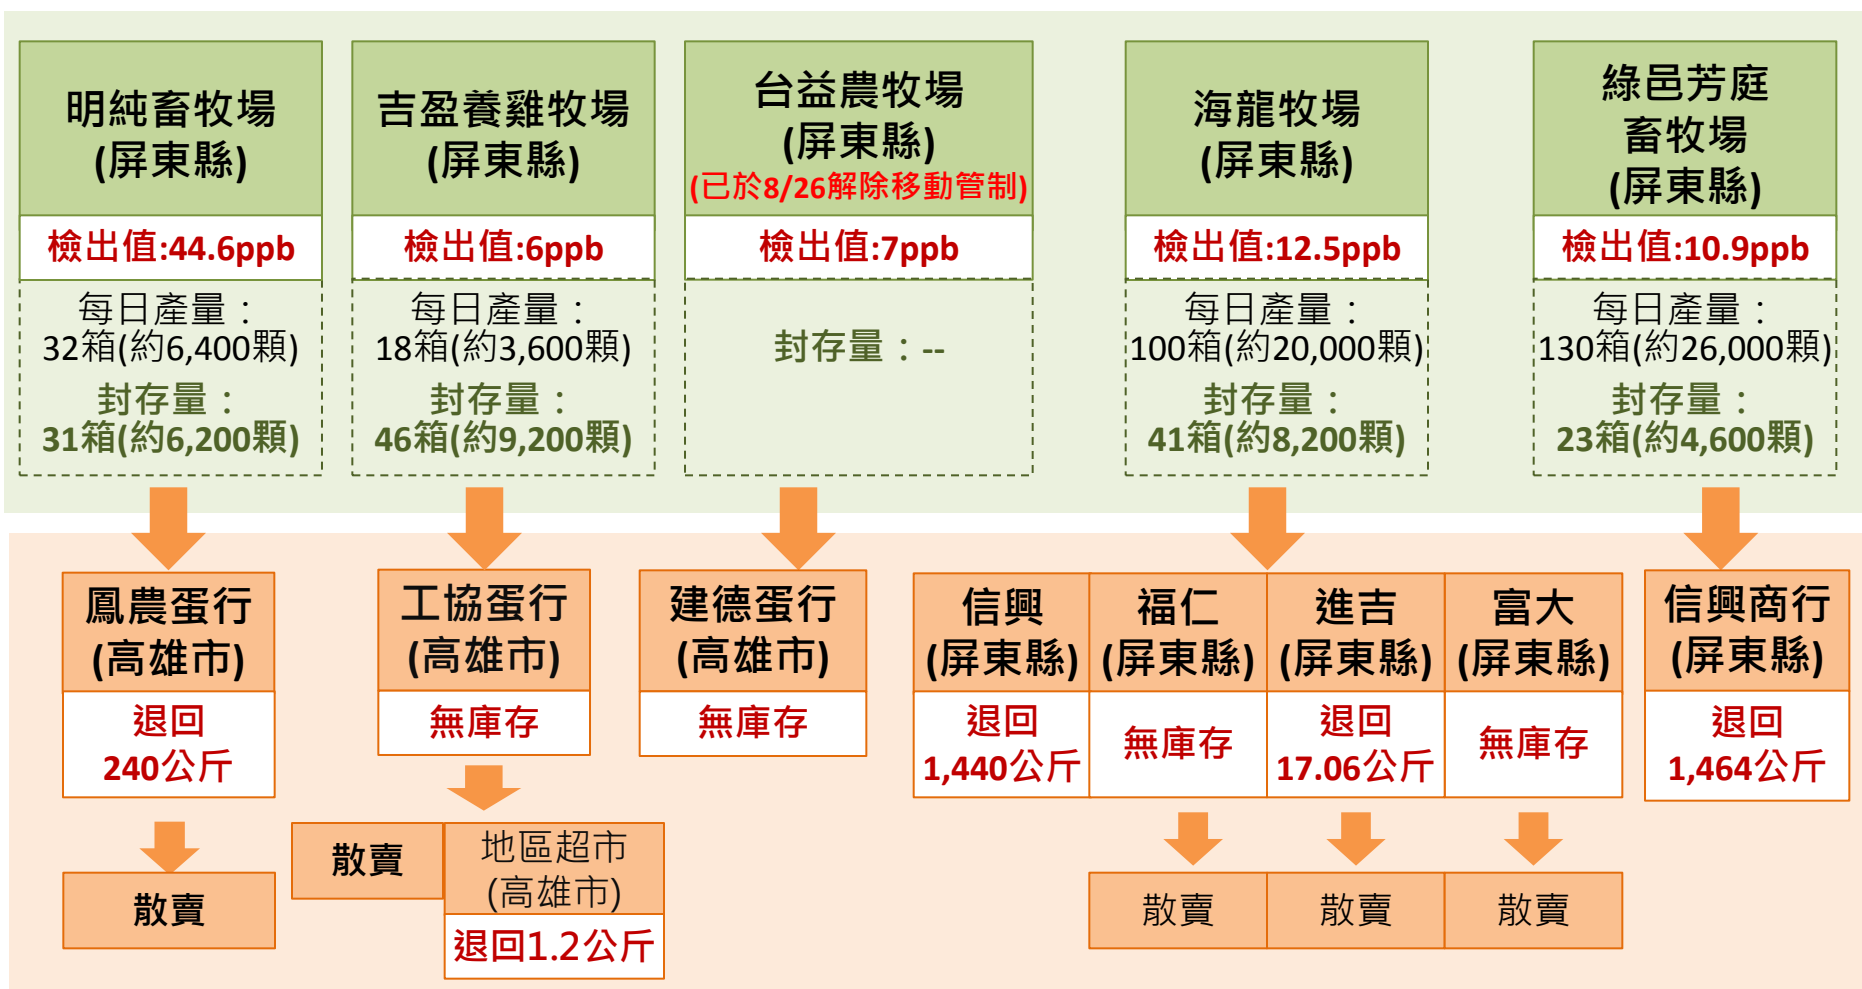 明純畜牧場
(屏東縣)
檢出值:44.6ppb
每日產量：
32箱(約6,400顆)
封存量：
31箱(約6,200顆)
吉盈養雞牧場
(屏東縣)
檢出值:6ppb
每日產量：
18箱(約3,600顆)
封存量：
46箱(約9,200顆)
台益農牧場
(屏東縣)
(已於8/26解除移動管制)
檢出值:7ppb
封存量：--
海龍牧場
(屏東縣)
檢出值:12.5ppb
每日產量：
100箱(約20,000顆)
封存量：
41箱(約8,200顆)
綠邑芳庭
畜牧場
(屏東縣)
檢出值:10.9ppb
每日產量：
130箱(約26,000顆)
封存量：
23箱(約4,600顆)
鳳農蛋行
(高雄市)
退回
240公斤
散賣
工協蛋行
(高雄市)
無庫存
散賣
地區超市
(高雄市)
退回1.2公斤
建德蛋行
(高雄市)
無庫存
信興
(屏東縣)
退回
1,440公斤
福仁
(屏東縣)
無庫存
散賣
進吉
(屏東縣)
退回
17.06公斤
散賣
富大
(屏東縣)
無庫存
散賣
信興商行
(屏東縣)
退回
1,464公斤